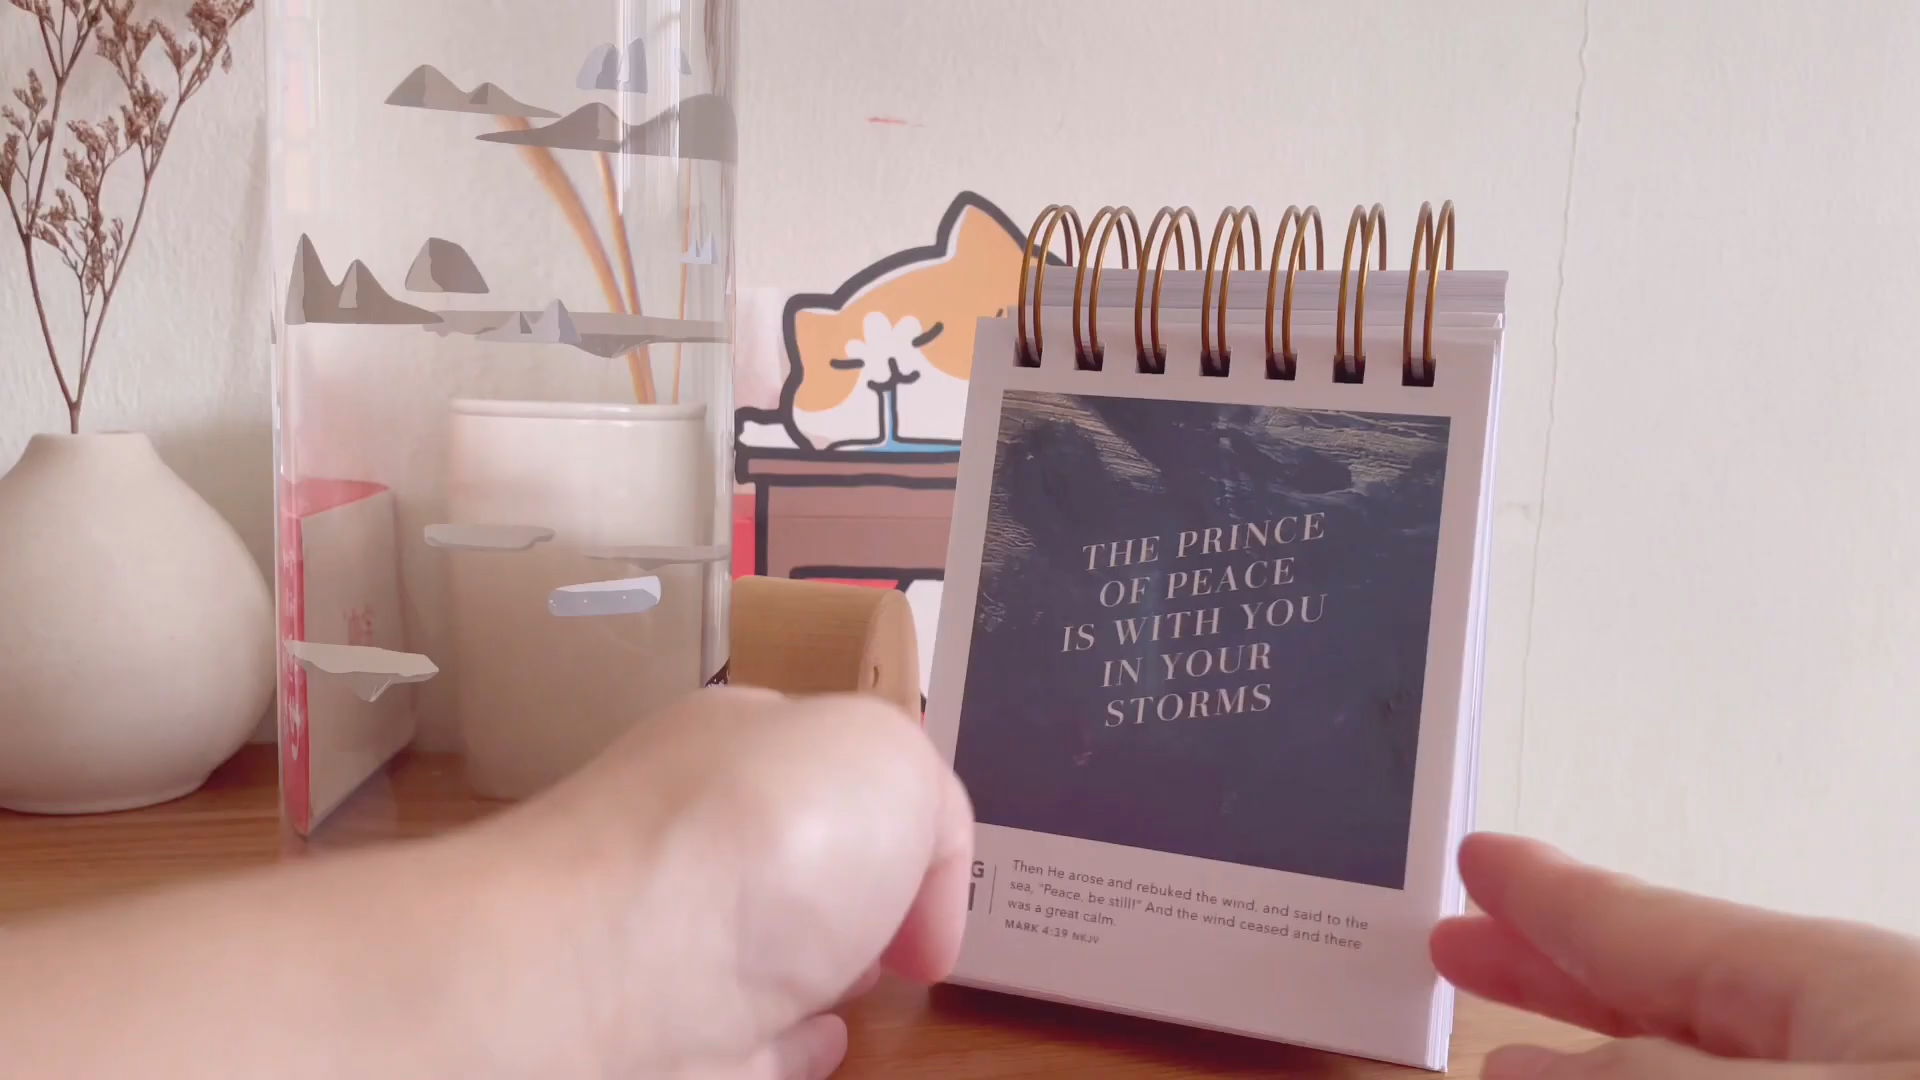 THE PRINCE
OF PEACE
IS WITH YOU
IN YOUR
STORMS
Then He arose and rebuked the wind, and said to the
sea, "Peace, be still!" And the wind ceased and there
was a great calm.
MARK 4:39 NKJV